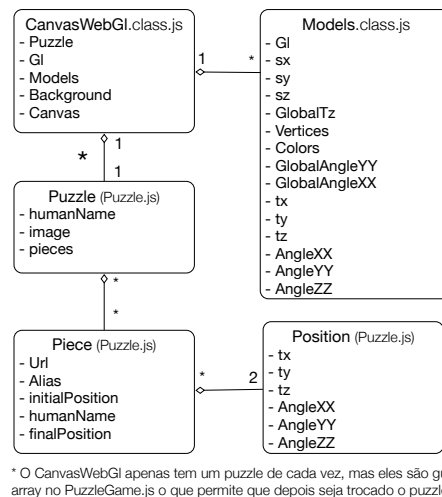 CanvasWebGl.class.js
- Puzzle
- Gl
- Models
- Background
- Canvas
1
*
Models.class.js
- Gl
- sx
- sy
- sz
- GlobalTz
- Vertices
- Colors
- GlobalAngleYY
- GlobalAngleXX
- tx
- ty
- tz
- AngleXX
- AngleYY
- AngleZZ
1
*
1
Puzzle (Puzzle.js)
- humanName
- image
- pieces
*
*
Piece (Puzzle.js)
- Url
- Alias
- initialPosition
- humanName
- finalPosition
*
2
Position (Puzzle.js)
- tx
- ty
- tz
- AngleXX
- AngleYY
- AngleZZ
* O CanvasWebGl apenas tem um puzzle de cada vez, mas eles são
array no PuzzleGame.js o que permite que depois seja trocado o